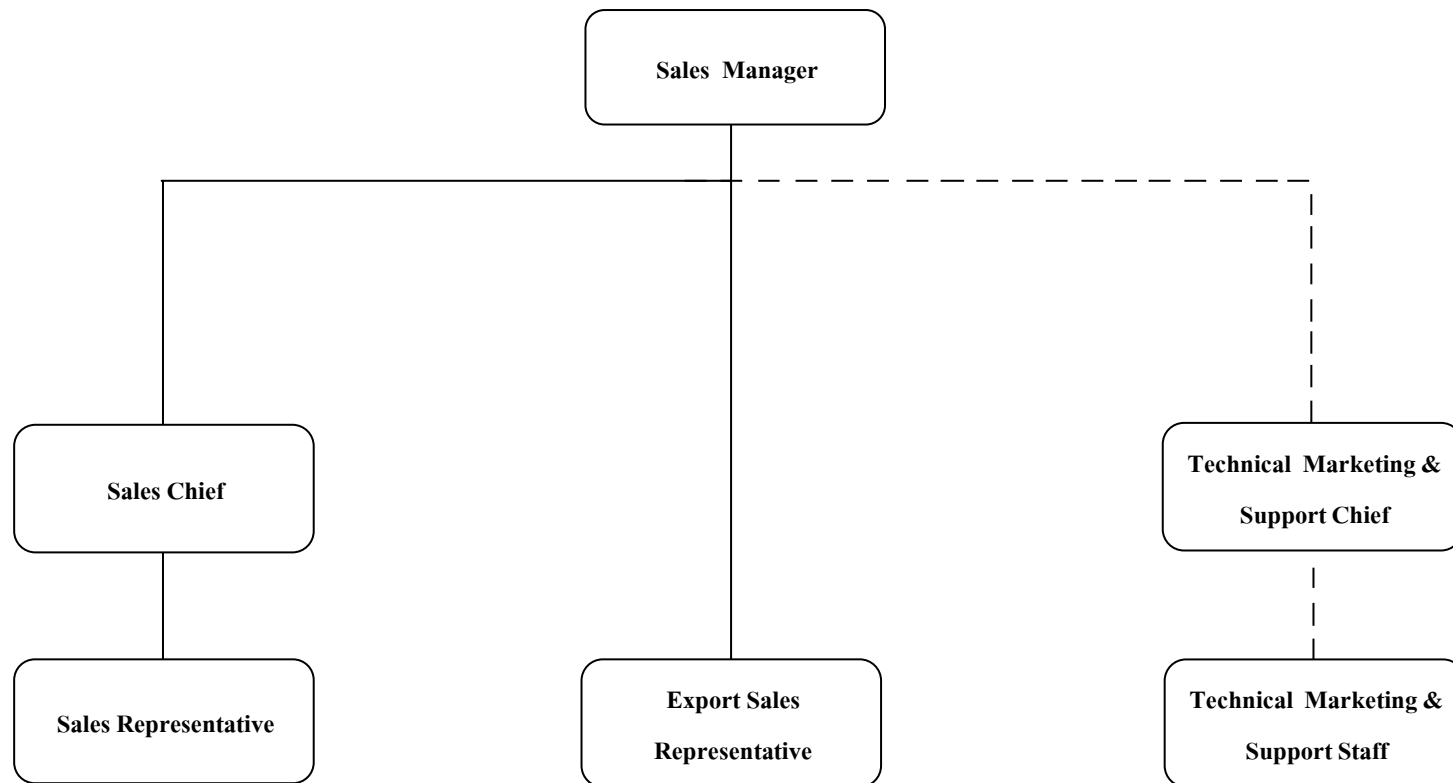 Sales Manager
Sales Chief
Technical Marketing &
Support Chief
Sales Representative
Export Sales
Representative
Technical Marketing &
Support Staff